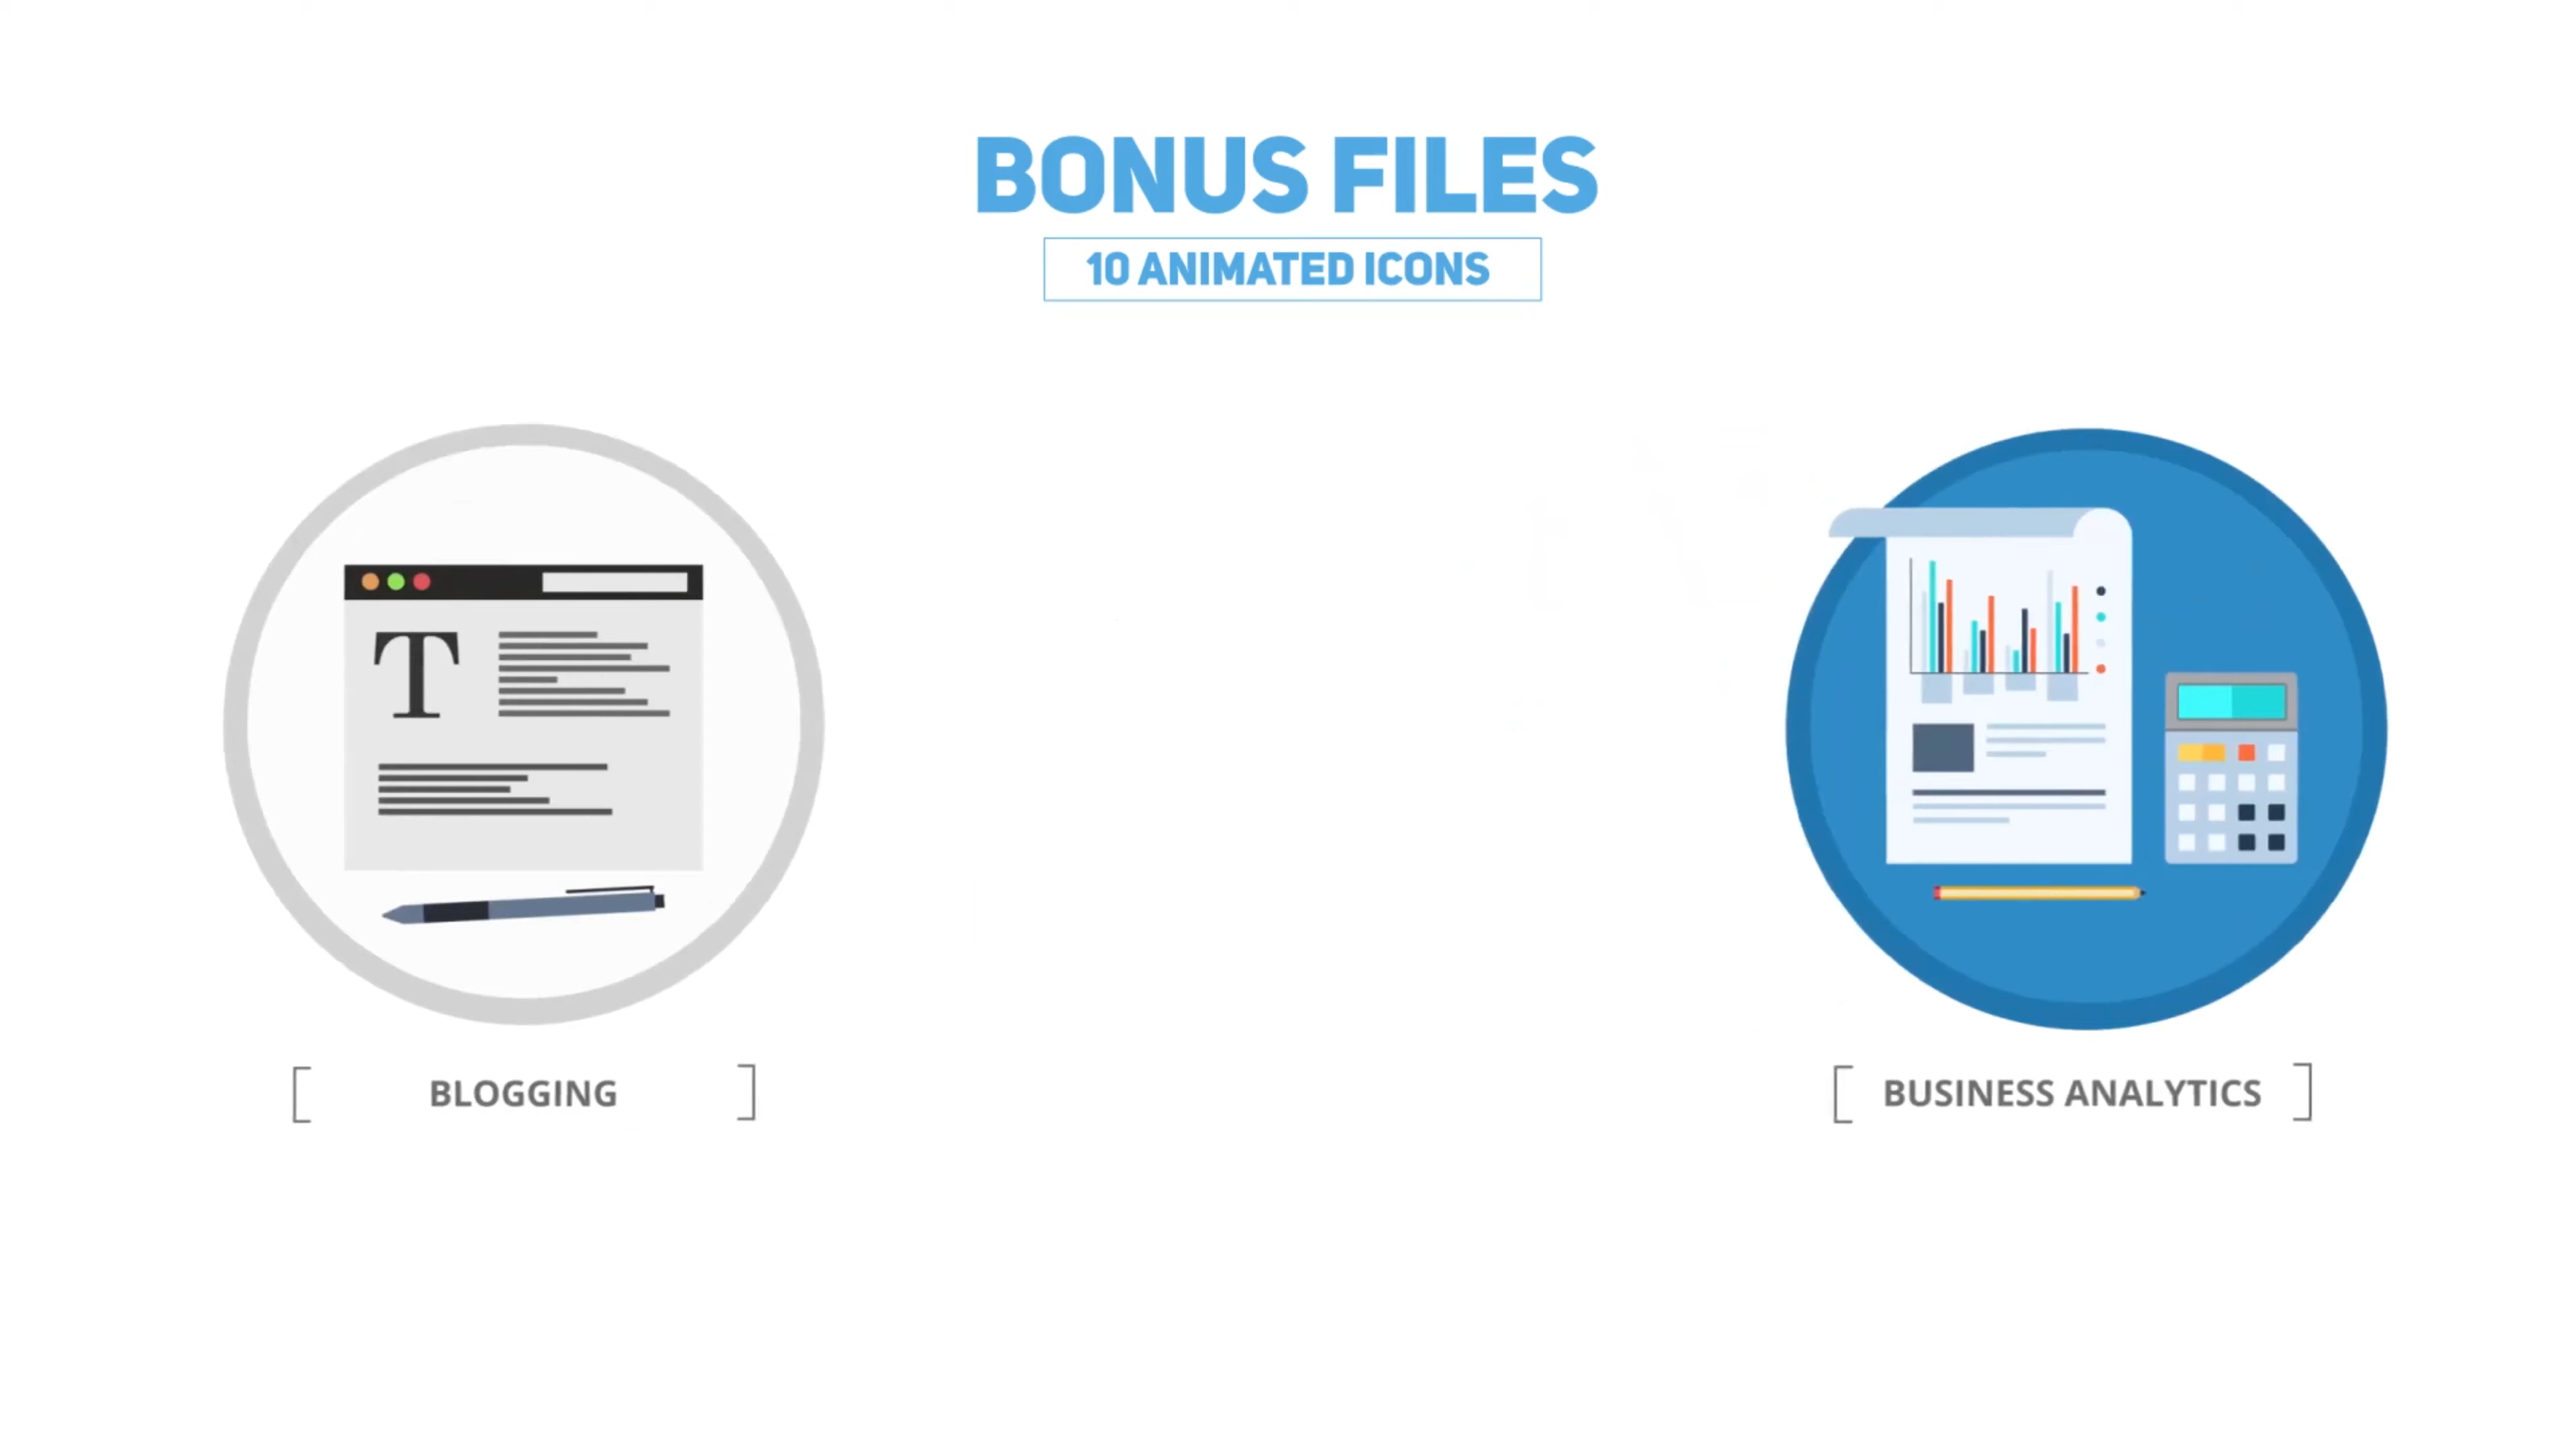 BONUS FILES
10 ANIMATED ICONS
T
BLOGGING
BUSINESS ANALYTICS